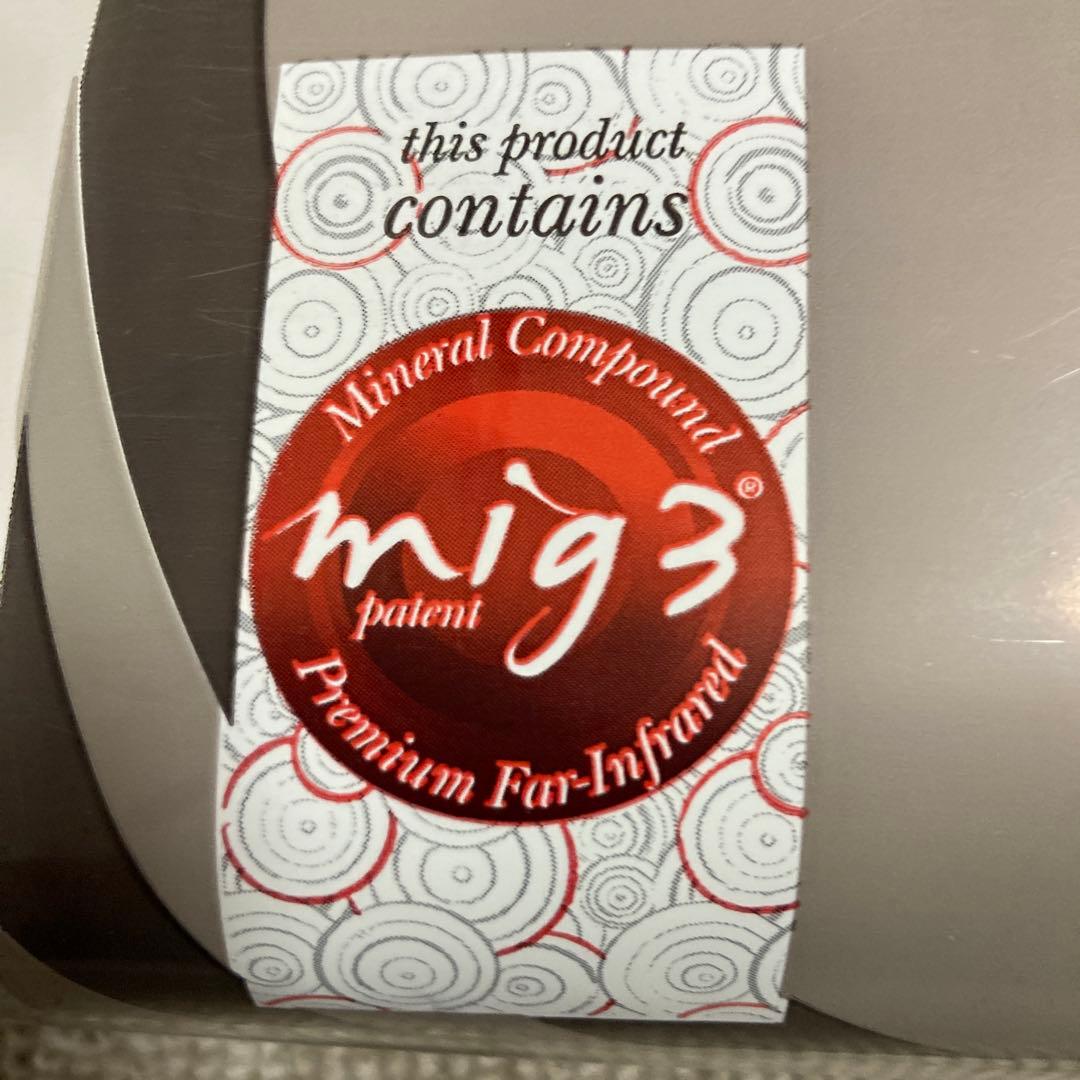 this product
contains
Mineral Compound
mig3®
patent
Premium Far-Infrared